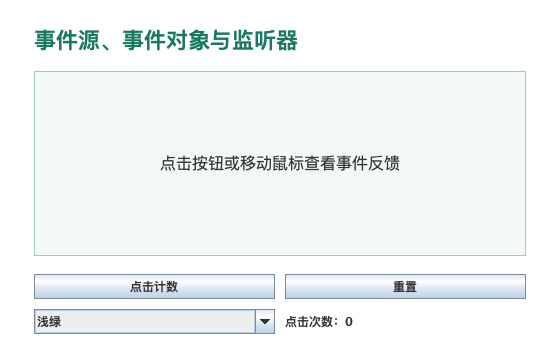 事件源、事件对象与监听器
点击按钮或移动鼠标查看事件反馈
点击计数
重置
浅绿
点击次数：0